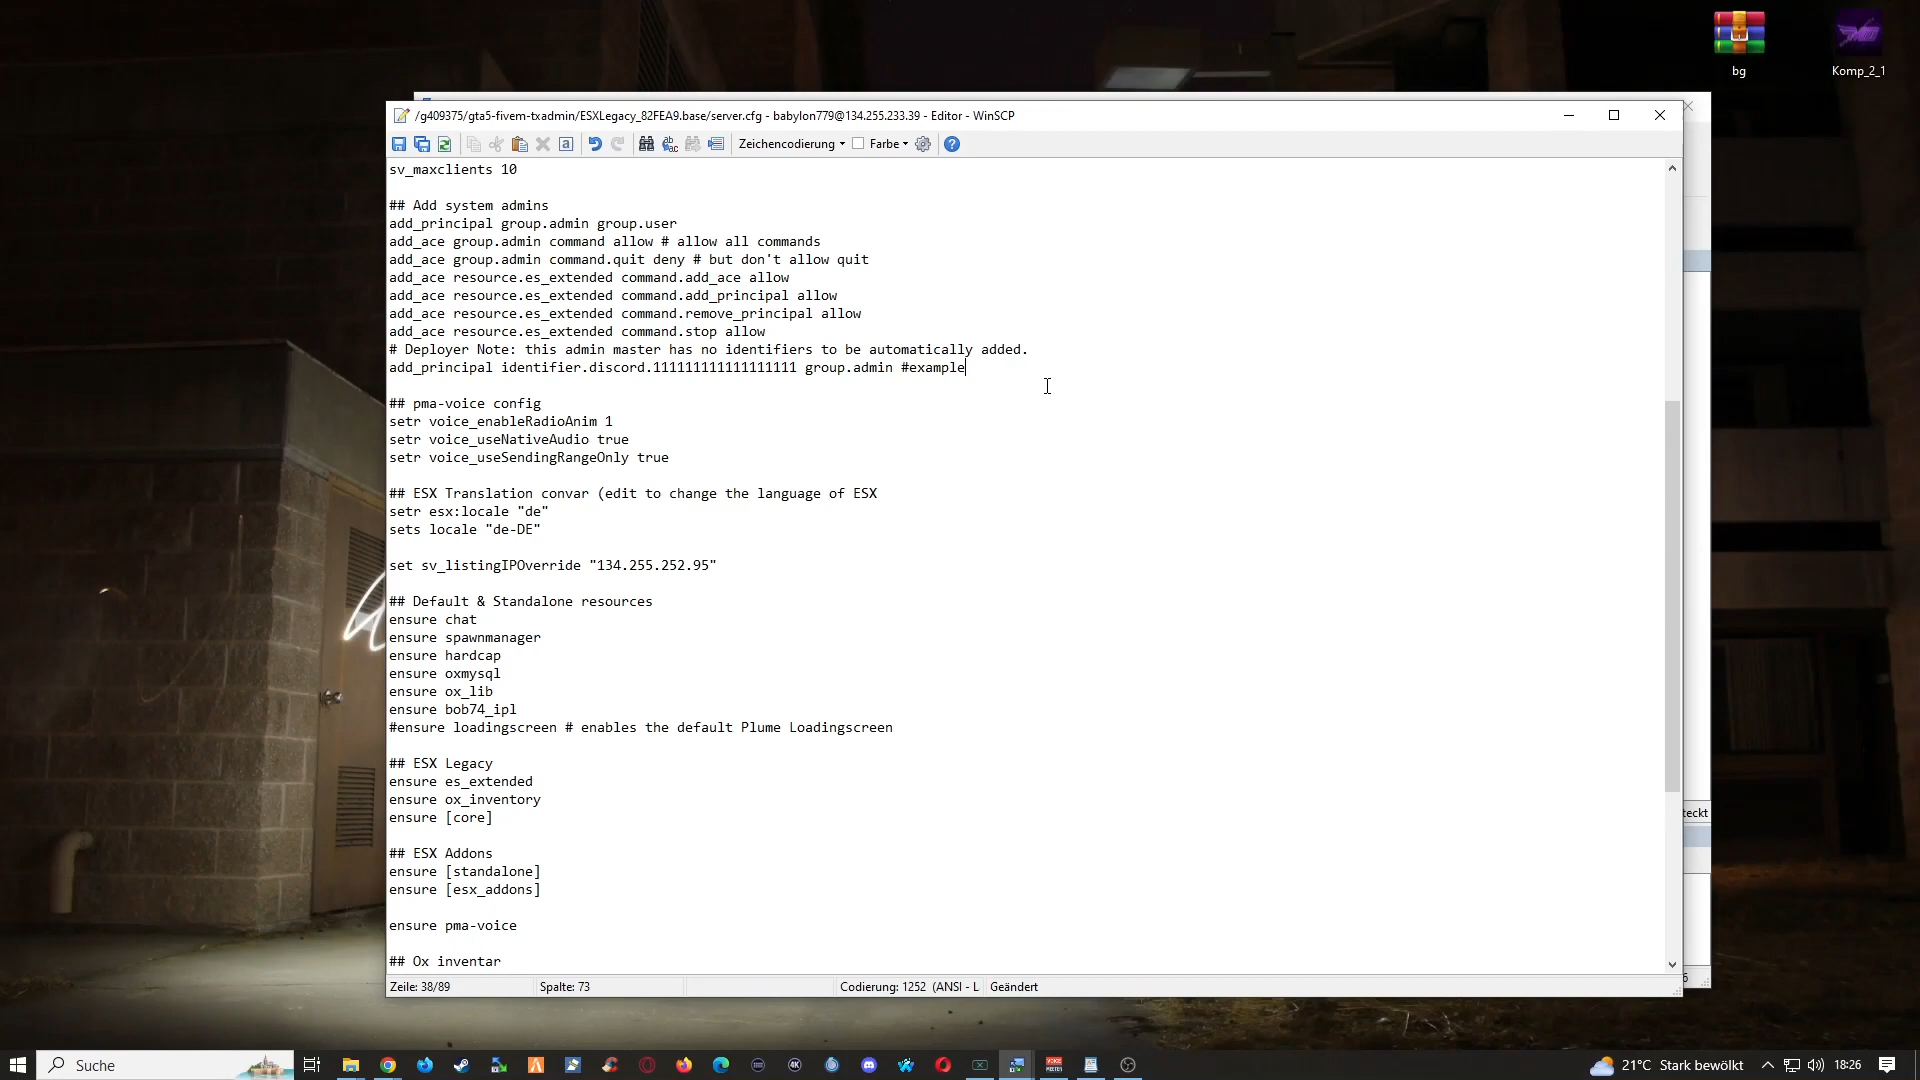 bg
Komp_2_1
/g409375/gta5-fivem-txadmin/ESXLegacy_82FEA9.base/server.cfg - babylon779@134.255.233.39 - Editor - WinSCP
Zeichencodierung
Farbe
sv_maxclients 10
## Add system admins
add_principal group.admin group.user
add_ace group.admin command allow # allow all commands
add_ace group.admin command.quit deny # but don't allow quit
add_ace resource.es_extended command.add_ace allow
add_ace resource.es_extended command.add_principal allow
add_ace resource.es_extended command.remove_principal allow
add_ace resource.es_extended command.stop allow
# Deployer Note: this admin master has no identifiers to be automatically added.
add_principal identifier.discord.111111111111111111 group.admin #example
## pma-voice config
setr voice_enableRadioAnim 1
setr voice_useNativeAudio true
setr voice_useSendingRangeOnly true
## ESX Translation convar (edit to change the language of ESX
setr esx:locale "de"
sets locale "de-DE"
set sv_listingIPOverride "134.255.252.95"
## Default & Standalone resources
ensure chat
ensure spawnmanager
ensure hardcap
ensure oxmysql
ensure ox_lib
ensure bob74_ipl
#ensure loadingscreen # enables the default Plume Loadingscreen
## ESX Legacy
ensure es_extended
ensure ox_inventory
ensure [core]
teckt
## ESX Addons
ensure [standalone]
ensure [esx_addons]
ensure pma-voice
## Ox inventar
Zeile: 38/89
Spalte: 73
Codierung: 1252 (ANSI - L
Geändert
6
Suche
4K
21°C Stark bewölkt
18:26